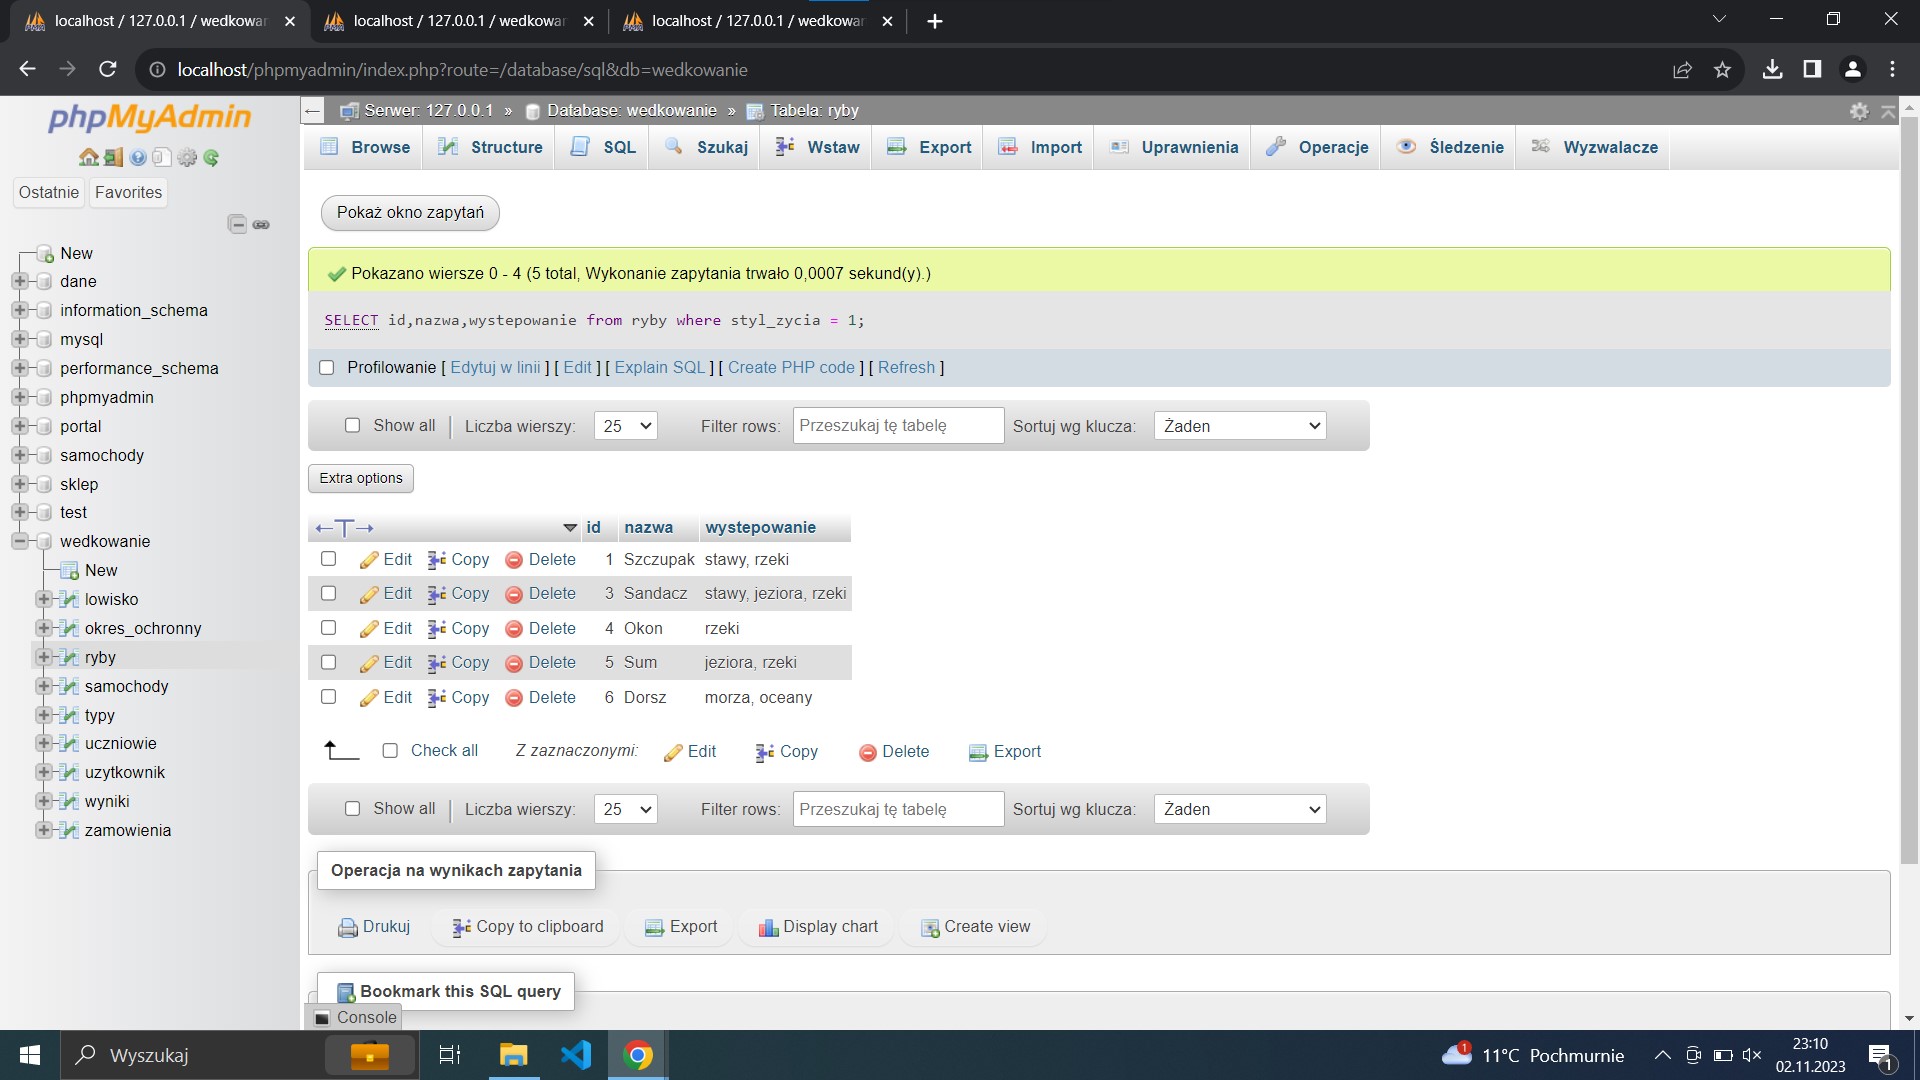 localhost / 127.0.0.1 / wedkowan
localhost / 127.0.0.1 / wedkowan
localhost / 127.0.0.1 / wedkowan
localhost/phpmyadmin/index.php?route=/database/sql&db=wedkowanie
phpMyAdmin
Ostatnie Favorites
New
dane
information_schema
mysql
performance_schema
phpmyadmin
portal
samochody
sklep
test
wedkowanie
New
lowisko
okres_ochronny
ryby
samochody
typy
uczniowie
uzytkownik
wyniki
zamowienia
Serwer: 127.0.0.1 » Database: wedkowanie » Tabela: ryby
Browse Structure SQL Szukaj Wstaw Export Import Uprawnienia Operacje Śledzenie Wyzwalacze
Pokaż okno zapytań
Pokazano wiersze 0 - 4 (5 total, Wykonanie zapytania trwało 0,0007 sekund(y).)
SELECT id,nazwa,wystepowanie from ryby where styl_zycia = 1;
Profilowanie [ Edytuj w linii ] [ Edit ] [ Explain SQL ] [ Create PHP code ] [ Refresh ]
Show all Liczba wierszy: 25 Filter rows: Przeszukaj tę tabelę Sortuj wg klucza: Żaden
Extra options
id nazwa wystepowanie
Edit Copy Delete 1 Szczupak stawy, rzeki
Edit Copy Delete 3 Sandacz stawy, jeziora, rzeki
Edit Copy Delete 4 Okon rzeki
Edit Copy Delete 5 Sum jeziora, rzeki
Edit Copy Delete 6 Dorsz morza, oceany
Check all Z zaznaczonymi: Edit Copy Delete Export
Show all Liczba wierszy: 25 Filter rows: Przeszukaj tę tabelę Sortuj wg klucza: Żaden
Operacja na wynikach zapytania
Drukuj Copy to clipboard Export Display chart Create view
Bookmark this SQL query
Console
Wyszukaj
1 11°C Pochmurnie
23:10
02.11.2023
1